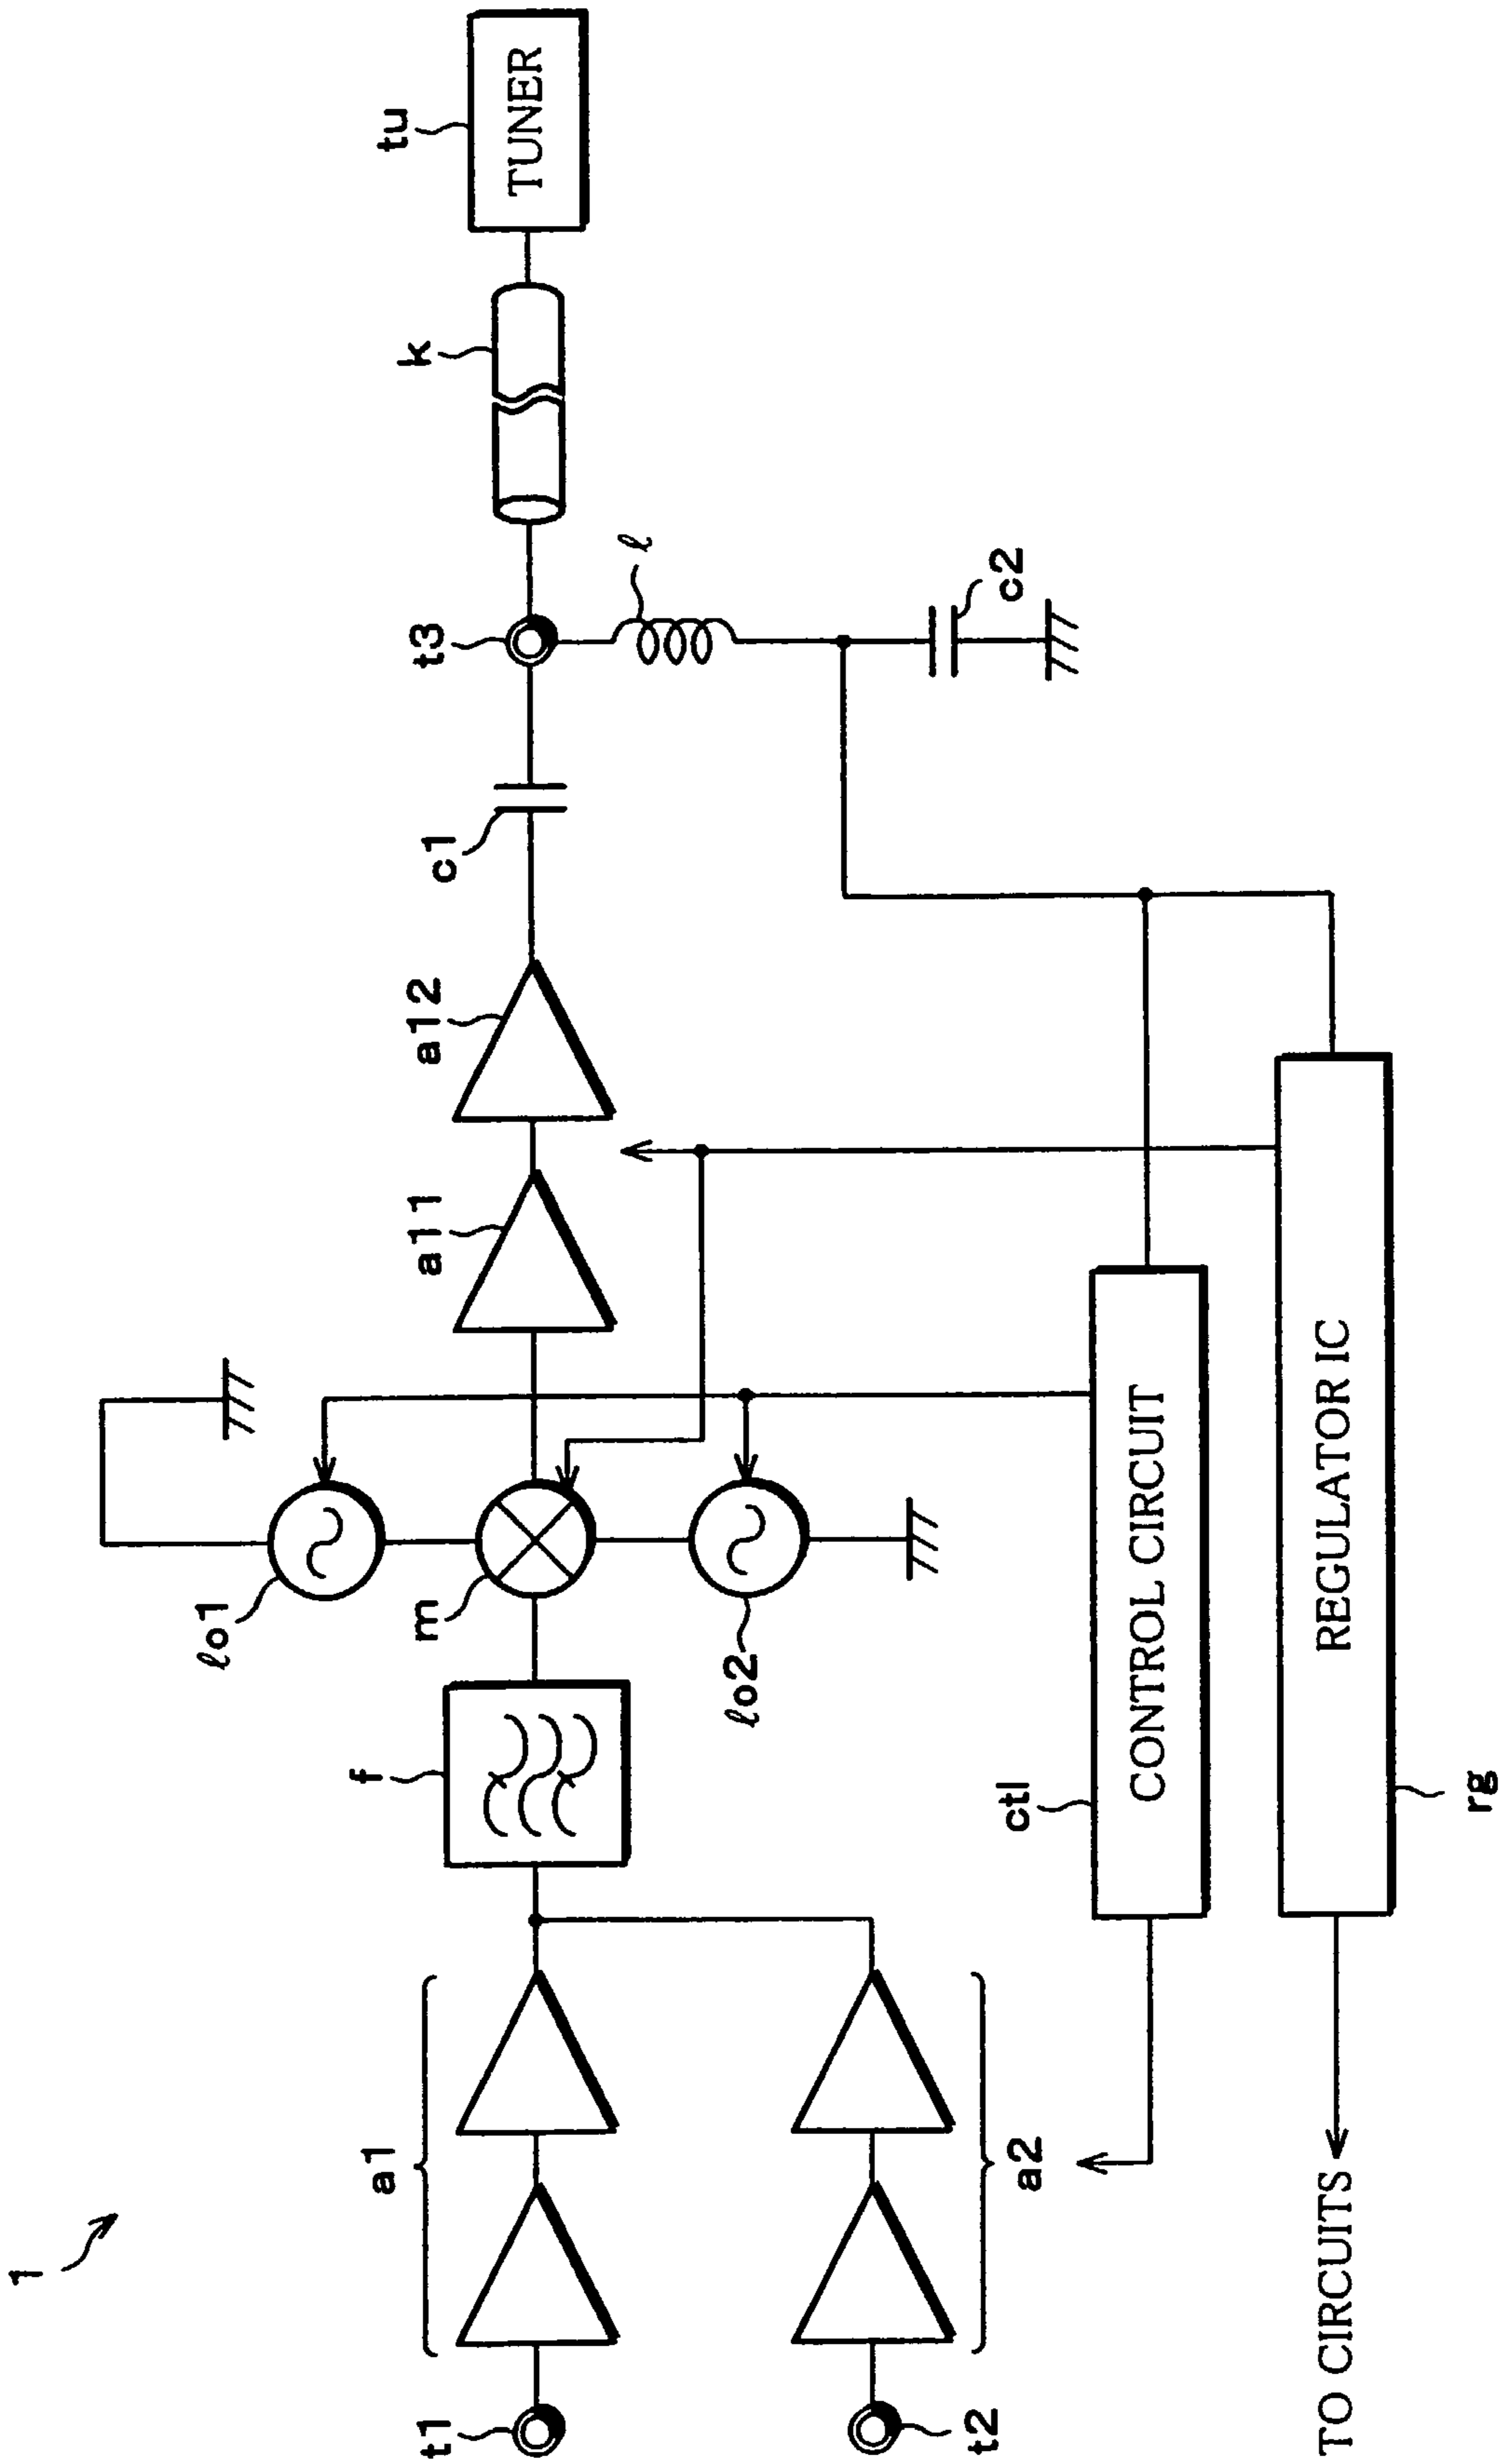 1
t1
a1
f
ℓo1
m
a11
a12
c1
t3
k
tu
TUNER
ℓ
c2
t2
a2
ℓo2
ctl
CONTROL CIRCUIT
REGULATOR IC
rg
TO CIRCUITS